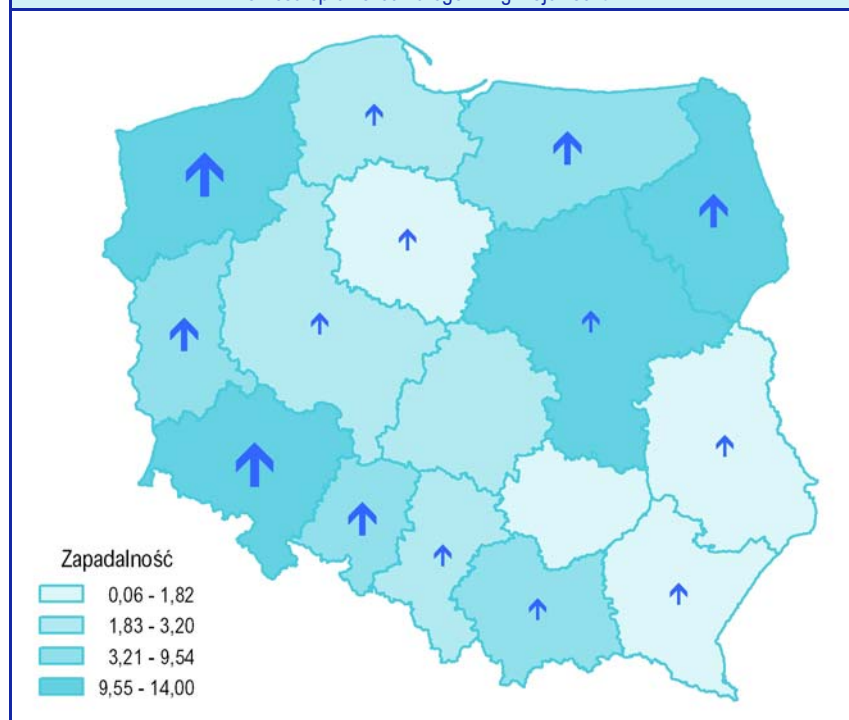 Zapadalność
0,06 - 1,82
1,83 - 3,20
3,21 - 9,54
9,55 - 14,00